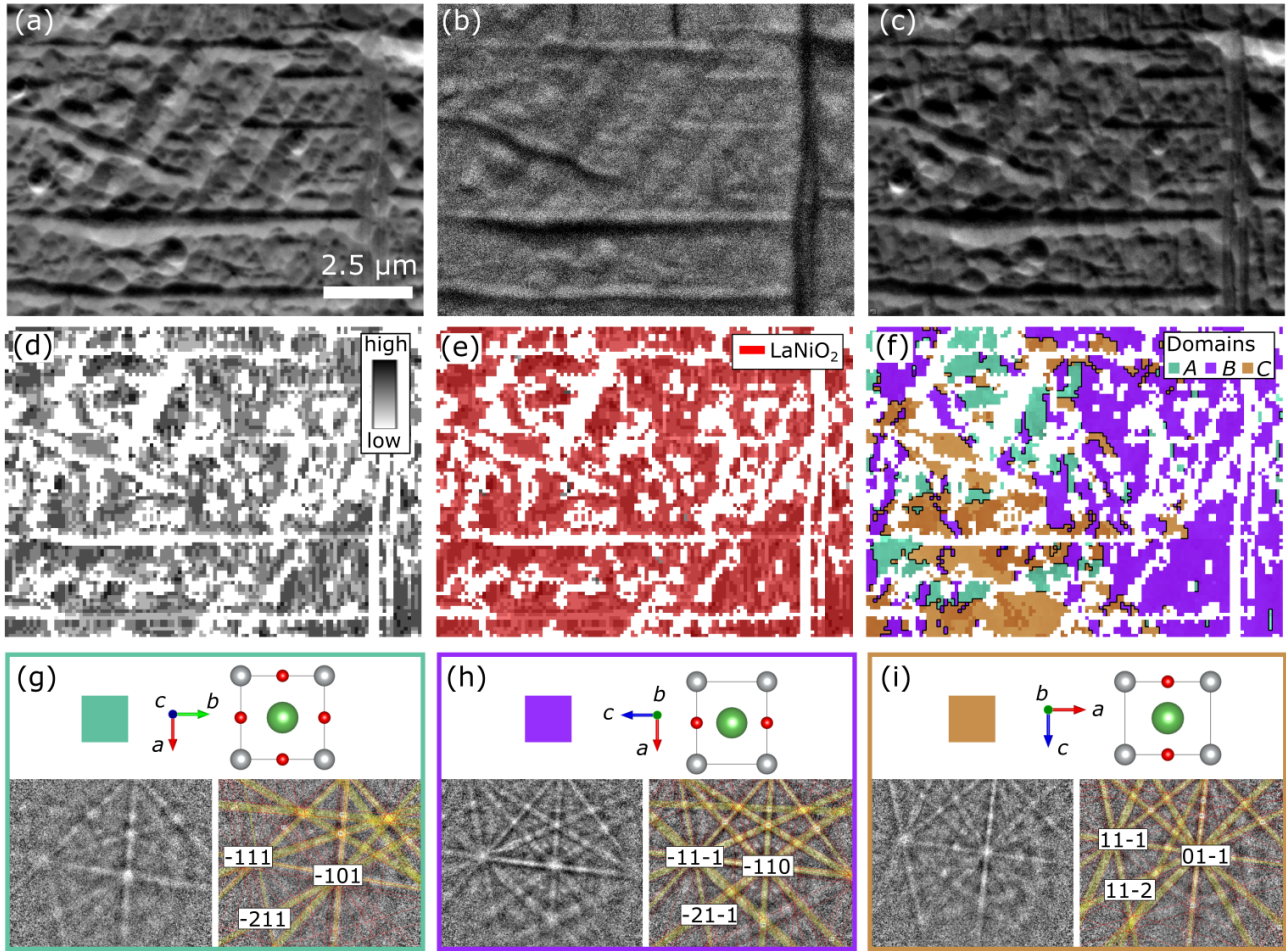 (a)
(b)
(c)
2.5 μm
(d)
high
low
(e)
LaNiO2
(f)
Domains
A B C
(g)
c
b
a
-111
-101
-211
(h)
b
c
a
-11-1
-110
-21-1
(i)
b
a
c
11-1
01-1
11-2